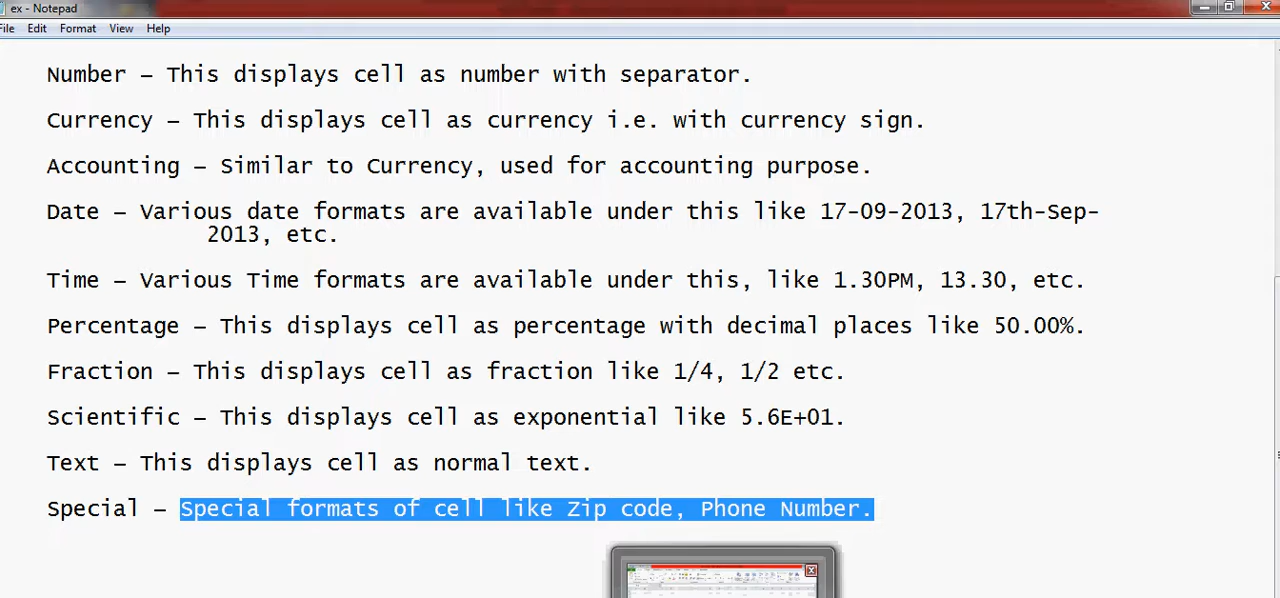 ex - Notepad
File Edit Format View Help
Number – This displays cell as number with separator.
Currency – This displays cell as currency i.e. with currency sign.
Accounting – Similar to Currency, used for accounting purpose.
Date – Various date formats are available under this like 17-09-2013, 17th-Sep-
2013, etc.
Time – Various Time formats are available under this, like 1.30PM, 13.30, etc.
Percentage – This displays cell as percentage with decimal places like 50.00%.
Fraction – This displays cell as fraction like 1/4, 1/2 etc.
Scientific – This displays cell as exponential like 5.6E+01.
Text – This displays cell as normal text.
Special – Special formats of cell like Zip code, Phone Number.